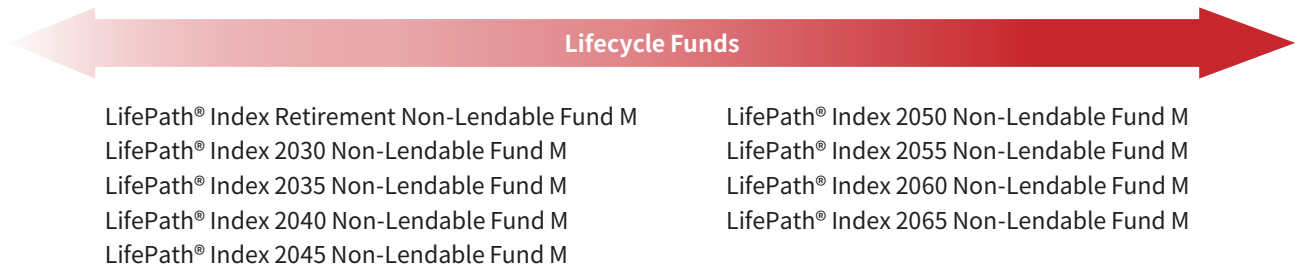 Lifecycle Funds
LifePath® Index Retirement Non-Lendable Fund M
LifePath® Index 2030 Non-Lendable Fund M
LifePath® Index 2035 Non-Lendable Fund M
LifePath® Index 2040 Non-Lendable Fund M
LifePath® Index 2045 Non-Lendable Fund M
LifePath® Index 2050 Non-Lendable Fund M
LifePath® Index 2055 Non-Lendable Fund M
LifePath® Index 2060 Non-Lendable Fund M
LifePath® Index 2065 Non-Lendable Fund M